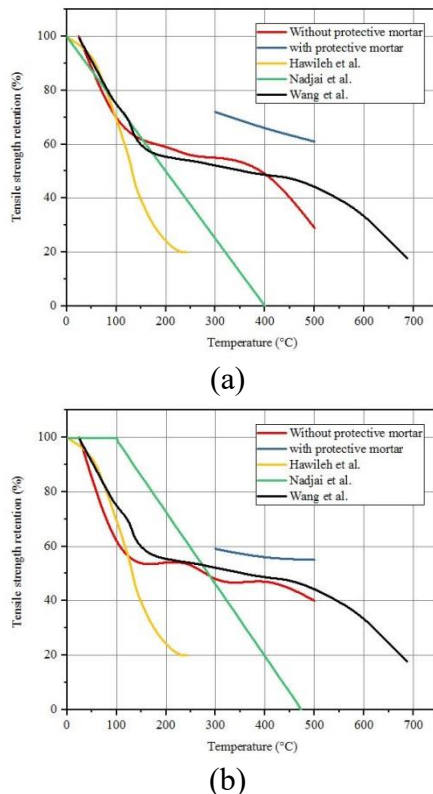 100
80
60
40
20
0
Tensile strength retention (%)
Without protective mortar
with protective mortar
Hawileh et al.
Nadjai et al.
Wang et al.
0 100 200 300 400 500 600 700
Temperature (°C)
(a)
100
80
60
40
20
0
Tensile strength retention (%)
Without protective mortar
with protective mortar
Hawileh et al.
Nadjai et al.
Wang et al.
0 100 200 300 400 500 600 700
Temperature (°C)
(b)